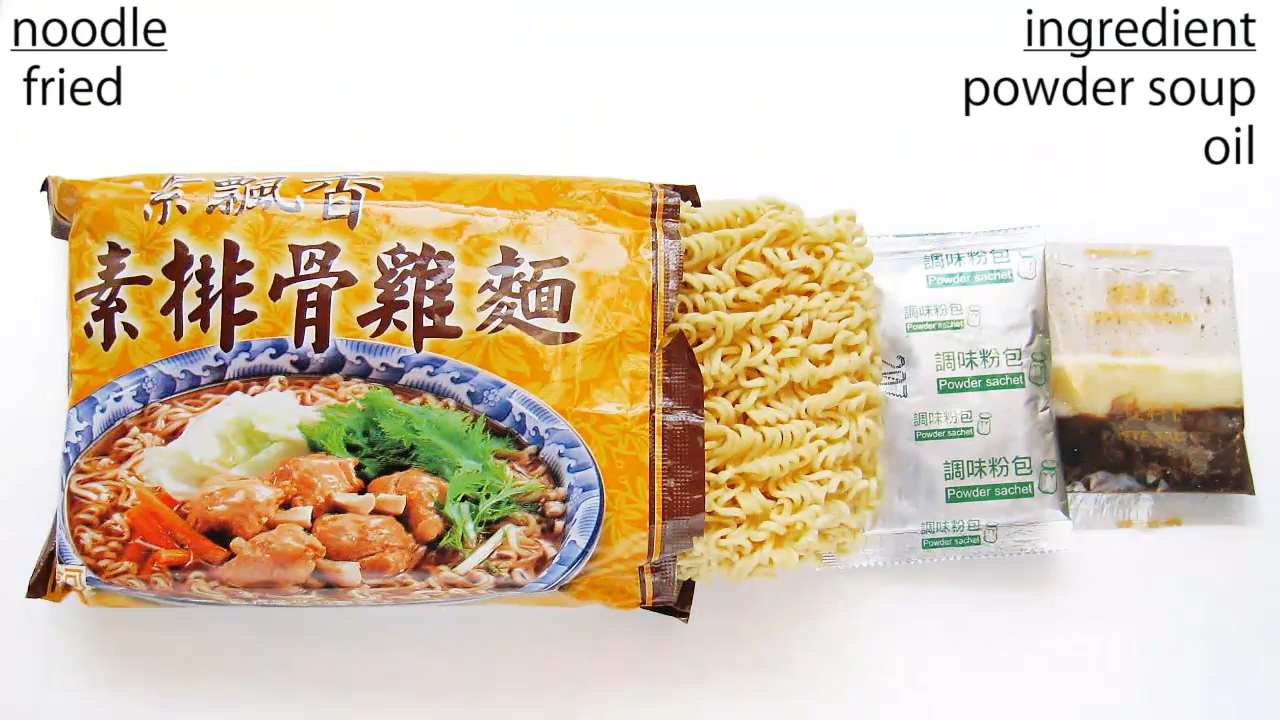 noodle
fried
ingredient
powder soup
oil
素飄香
素排骨雞麵
調味粉包
Powder sachet
調味粉包
Powder sachet
調味粉包
Powder sachet
調味粉包
Powder sachet
調味粉包
Powder sachet
調味粉包
Powder sachet